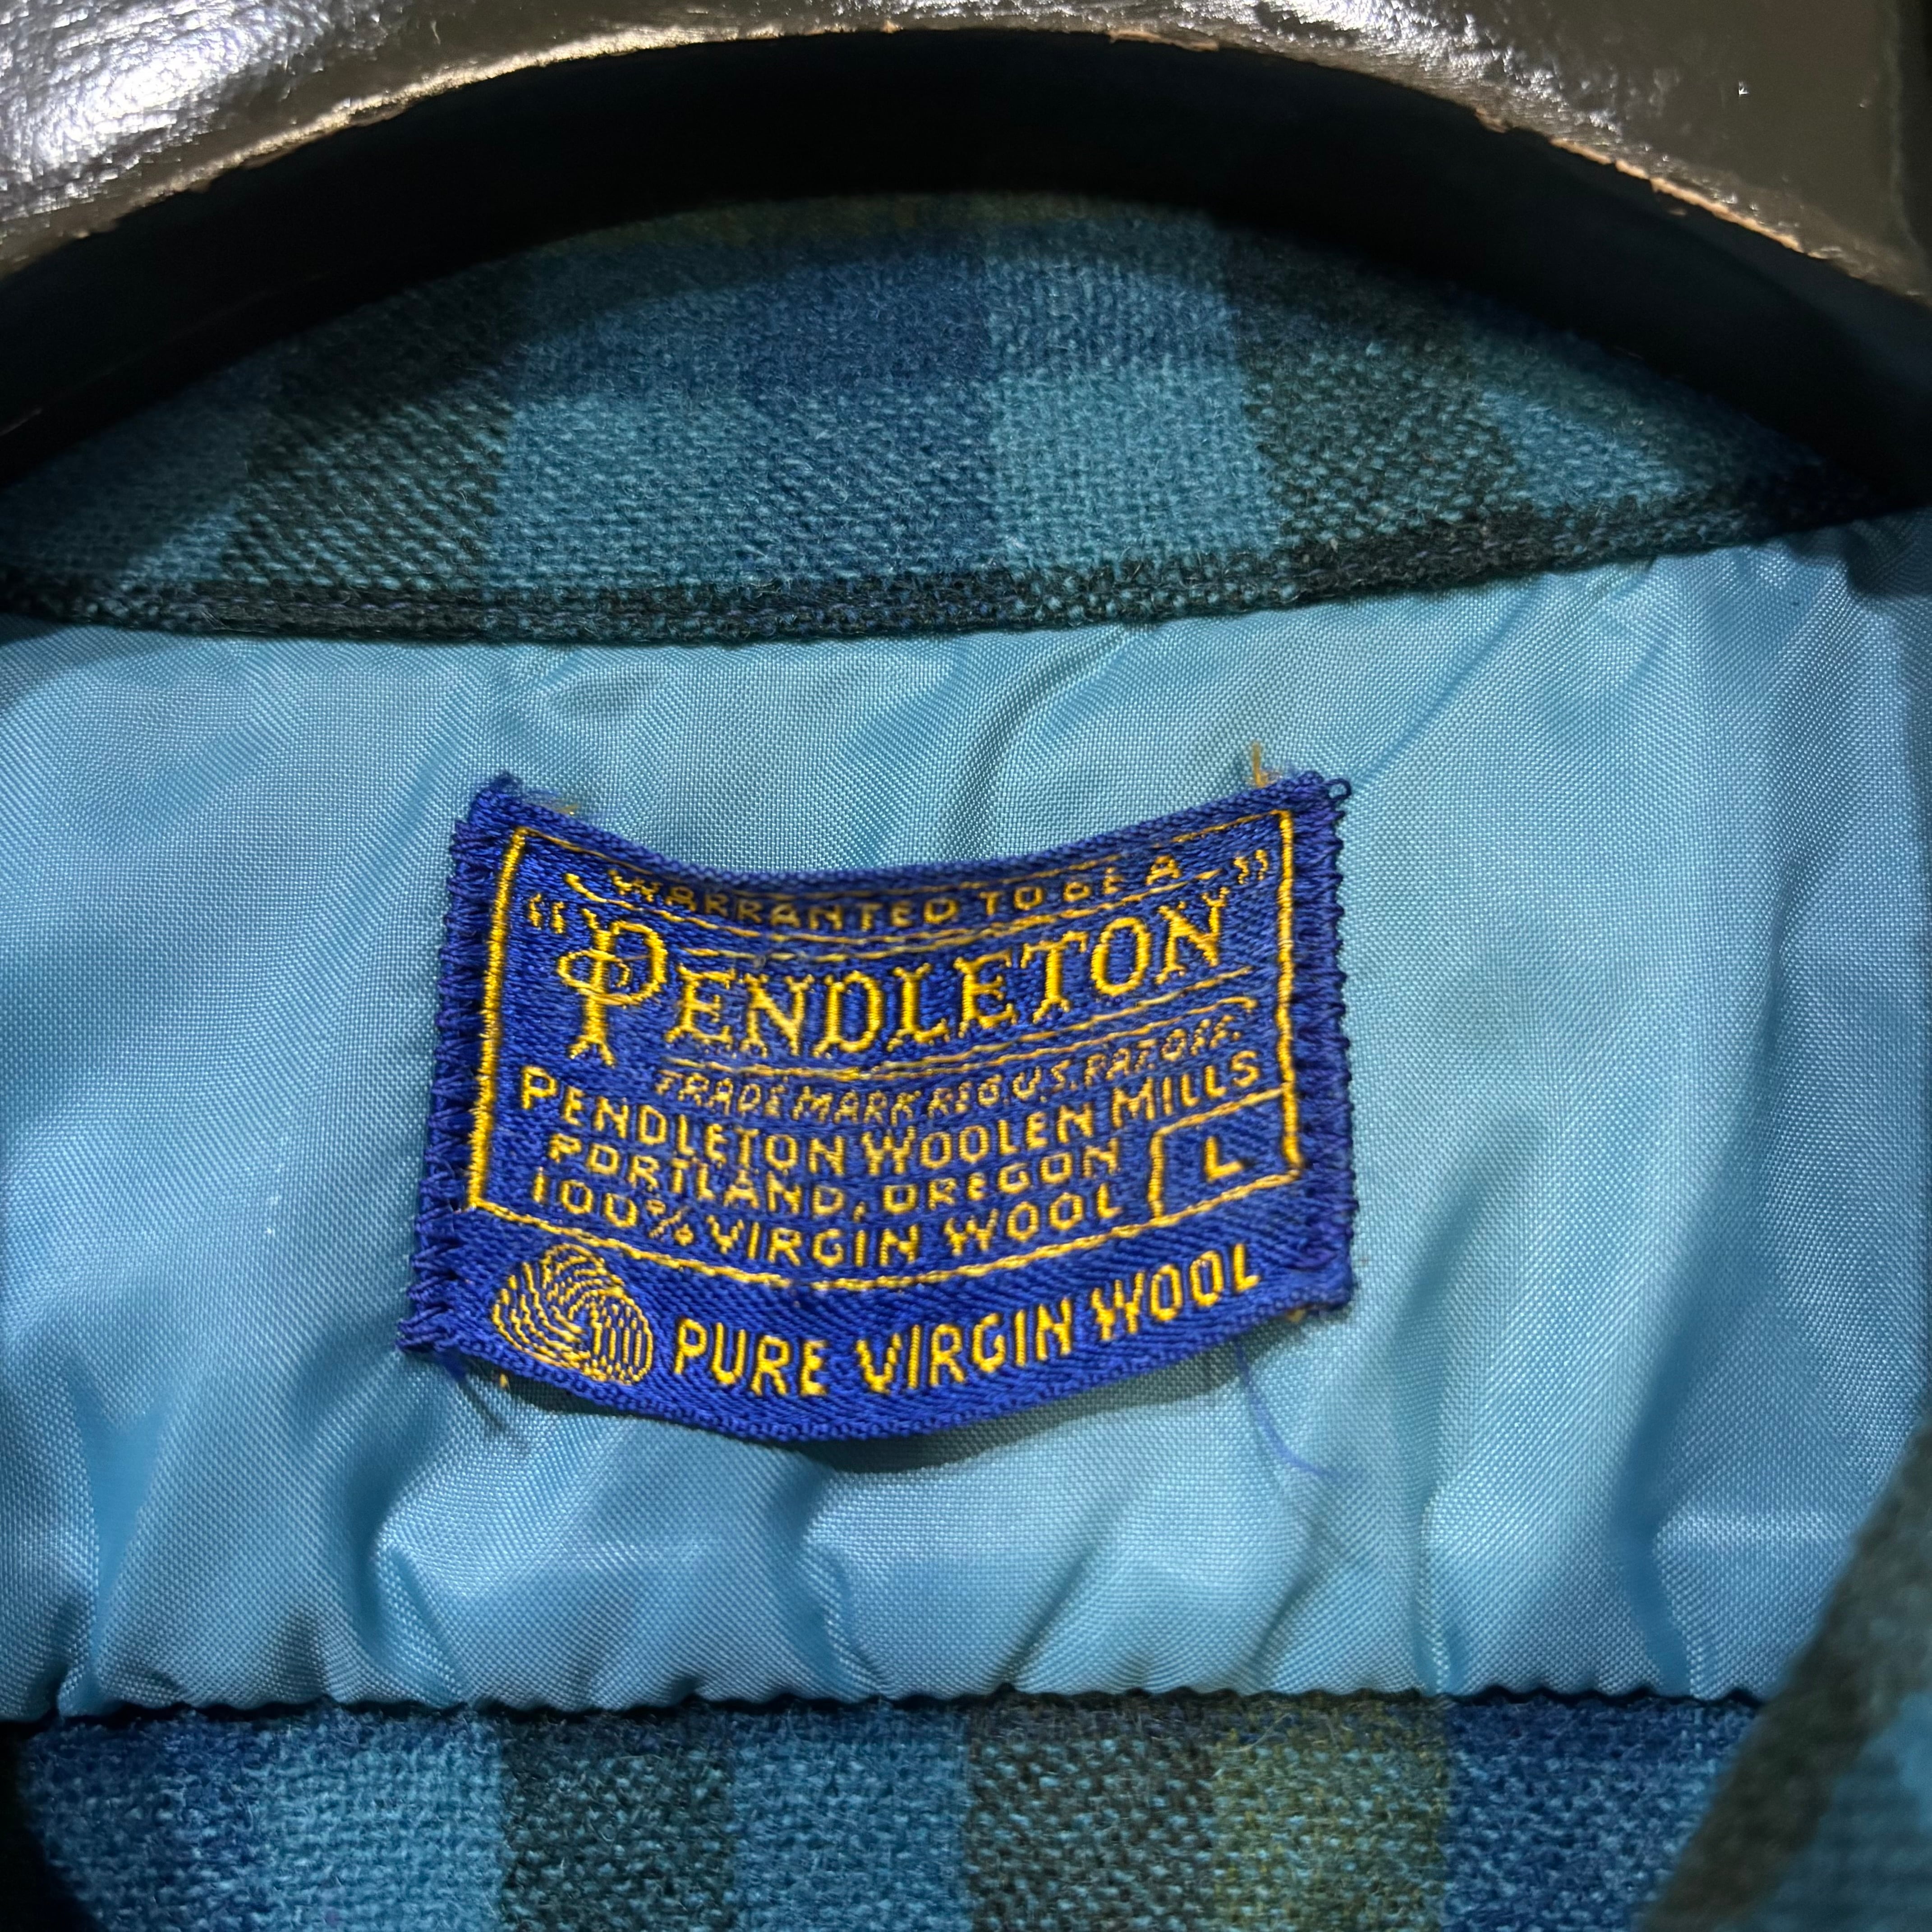 WARRANTED TO BE A
"PENDLETON"
TRADE MARK REG. U.S. PAT. OFF.
PENDLETON WOOLEN MILLS
PORTLAND, OREGON
100% VIRGIN WOOL
L
PURE VIRGIN WOOL